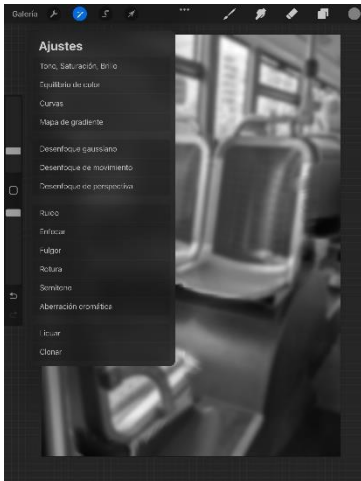 Galería
Ajustes
Tono, Saturación, Brillo
Equilibrio de color
Curvas
Mapa de gradiente
Desenfoque gaussiano
Desenfoque de movimiento
Desenfoque de perspectiva
Ruido
Enfocar
Fulgor
Rotura
Semitono
Aberración cromática
Licuar
Clonar